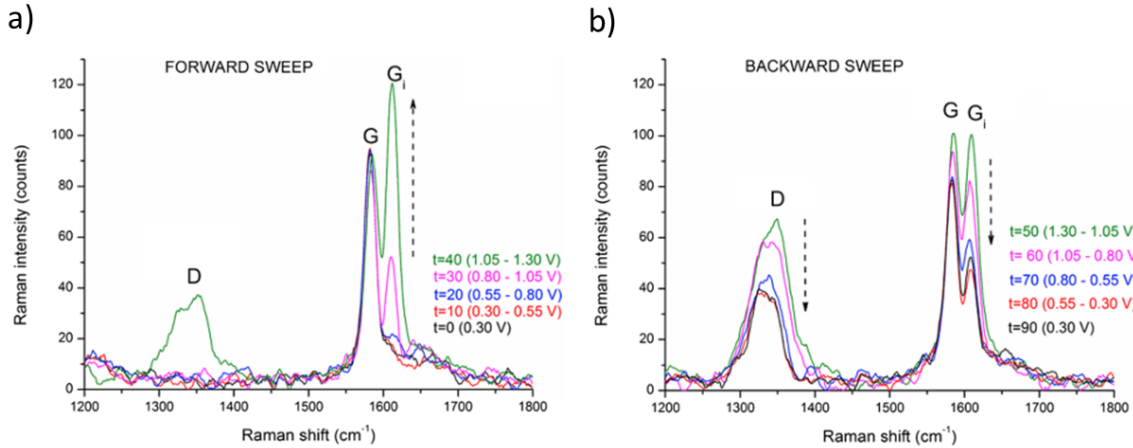 a)
FORWARD SWEEP
Raman intensity (counts)
120
100
80
60
40
20
0
G
Gi
D
t=40 (1.05 - 1.30 V)
t=30 (0.80 - 1.05 V)
t=20 (0.55 - 0.80 V)
t=10 (0.30 - 0.55 V)
t=0 (0.30 V)
1200 1300 1400 1500 1600 1700 1800
Raman shift (cm⁻¹)
b)
BACKWARD SWEEP
Raman intensity (counts)
120
100
80
60
40
20
0
G Gi
D
t=50 (1.30 - 1.05 V)
t= 60 (1.05 - 0.80 V)
t=70 (0.80 - 0.55 V)
t=80 (0.55 - 0.30 V)
t=90 (0.30 V)
1200 1300 1400 1500 1600 1700 1800
Raman shift (cm⁻¹)